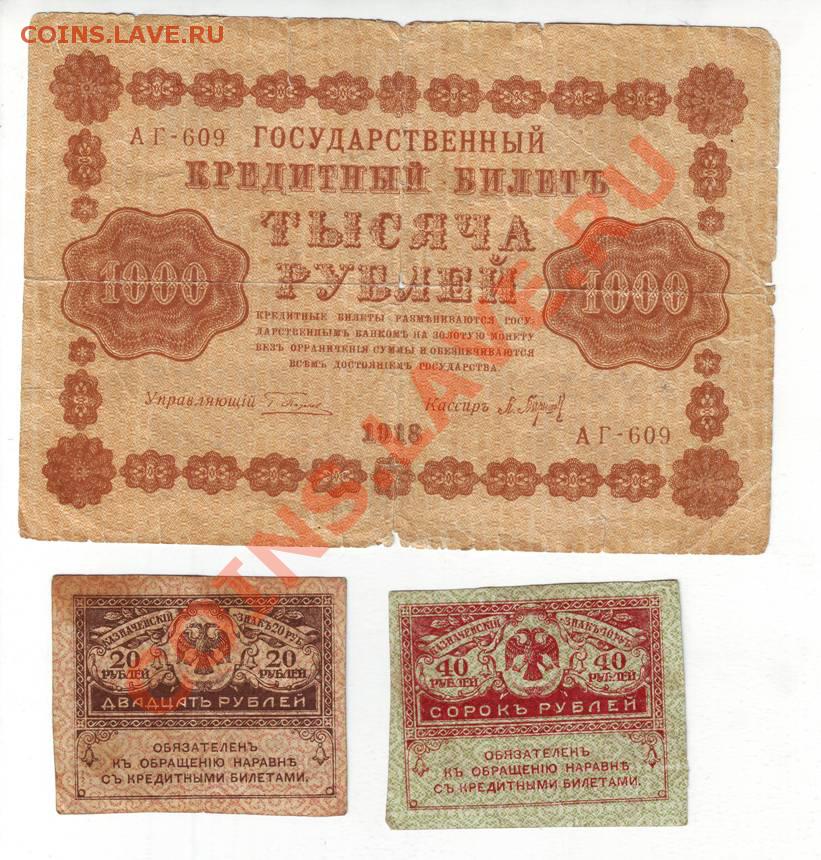 COINS.LAVE.RU
АГ-609 ГОСУДАРСТВЕННЫЙ
КРЕДИТНЫЙ БИЛЕТЪ
ТЫСЯЧА
РУБЛЕЙ
1000
1000
КРЕДИТНЫЕ БИЛЕТЫ РАЗМѢНИВАЮТСЯ ГОСУ-
ДАРСТВЕННЫМЪ БАНКОМЪ НА ЗОЛОТУЮ МОНЕТУ
БЕЗЪ ОГРАНИЧЕНІЯ СУММЫ И ОБЕЗПЕЧИВАЮТСЯ
ВСѢМЪ ДОСТОЯНІЕМЪ ГОСУДАРСТВА.
Управляющій
Кассиръ
1918
АГ-609
COINS.LAVE.RU
КАЗНАЧЕЙСКІЙ ЗНАКЪ 20 РУБ.
20 РУБЛЕЙ
20 РУБЛЕЙ
ДВАДЦАТЬ РУБЛЕЙ
ОБЯЗАТЕЛЕНЪ
КЪ ОБРАЩЕНІЮ НАРАВНѢ
СЪ КРЕДИТНЫМИ БИЛЕТАМИ.
КАЗНАЧЕЙСКІЙ ЗНАКЪ 40 РУБ.
40 РУБЛЕЙ
40 РУБЛЕЙ
СОРОКЪ РУБЛЕЙ
ОБЯЗАТЕЛЕНЪ
КЪ ОБРАЩЕНІЮ НАРАВНѢ
СЪ КРЕДИТНЫМИ БИЛЕТАМИ.